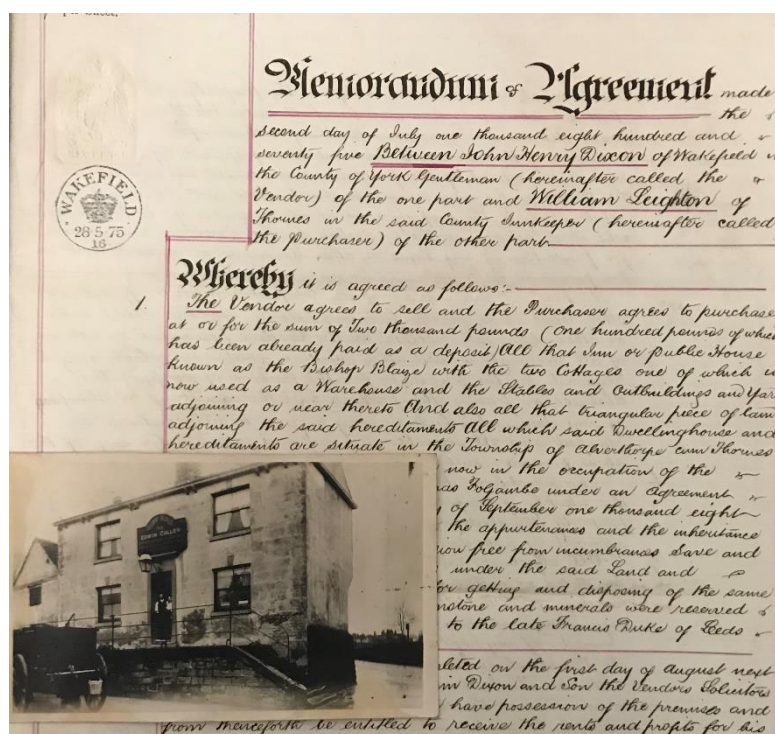 Memorandum of Agreement made
the
second day of July one thousand eight hundred and
seventy five Between John Henry Dixon of Wakefield in
the County of York Gentleman (hereinafter called the
Vendor) of the one part and William Leighton of
Thornes in the said County Innkeeper (hereinafter called
the Purchaser) of the other part
WAKEFIELD
28·5·75
16
Whereby it is agreed as follows:-
1. The Vendor agrees to sell and the Purchaser agrees to purchase
at or for the sum of Two thousand pounds (One hundred pounds of which
has been already paid as a deposit) All that Inn or Public House
known as the Bishop Blaize with the two Cottages one of which is
now used as a Warehouse and the Stables and Outbuildings and Yard
adjoining or near thereto And also all that triangular piece of land
adjoining the said hereditaments All which said Dwellinghouse and
hereditaments are situate in the Township of Alverthorpe cum Thornes
now in the occupation of the
Foljambe under an agreement
of September one thousand eight
the appurtenances and the inheritance
free from incumbrances Save and
under the said Land and
for getting and disposing of the same
and minerals were reserved
to the late Francis Duke of Leeds
on the first day of August next
Dixon and Son the Vendors Solicitors
have possession of the premises and
from thenceforth be entitled to receive the rents and profits for his
EDWIN COLLEN